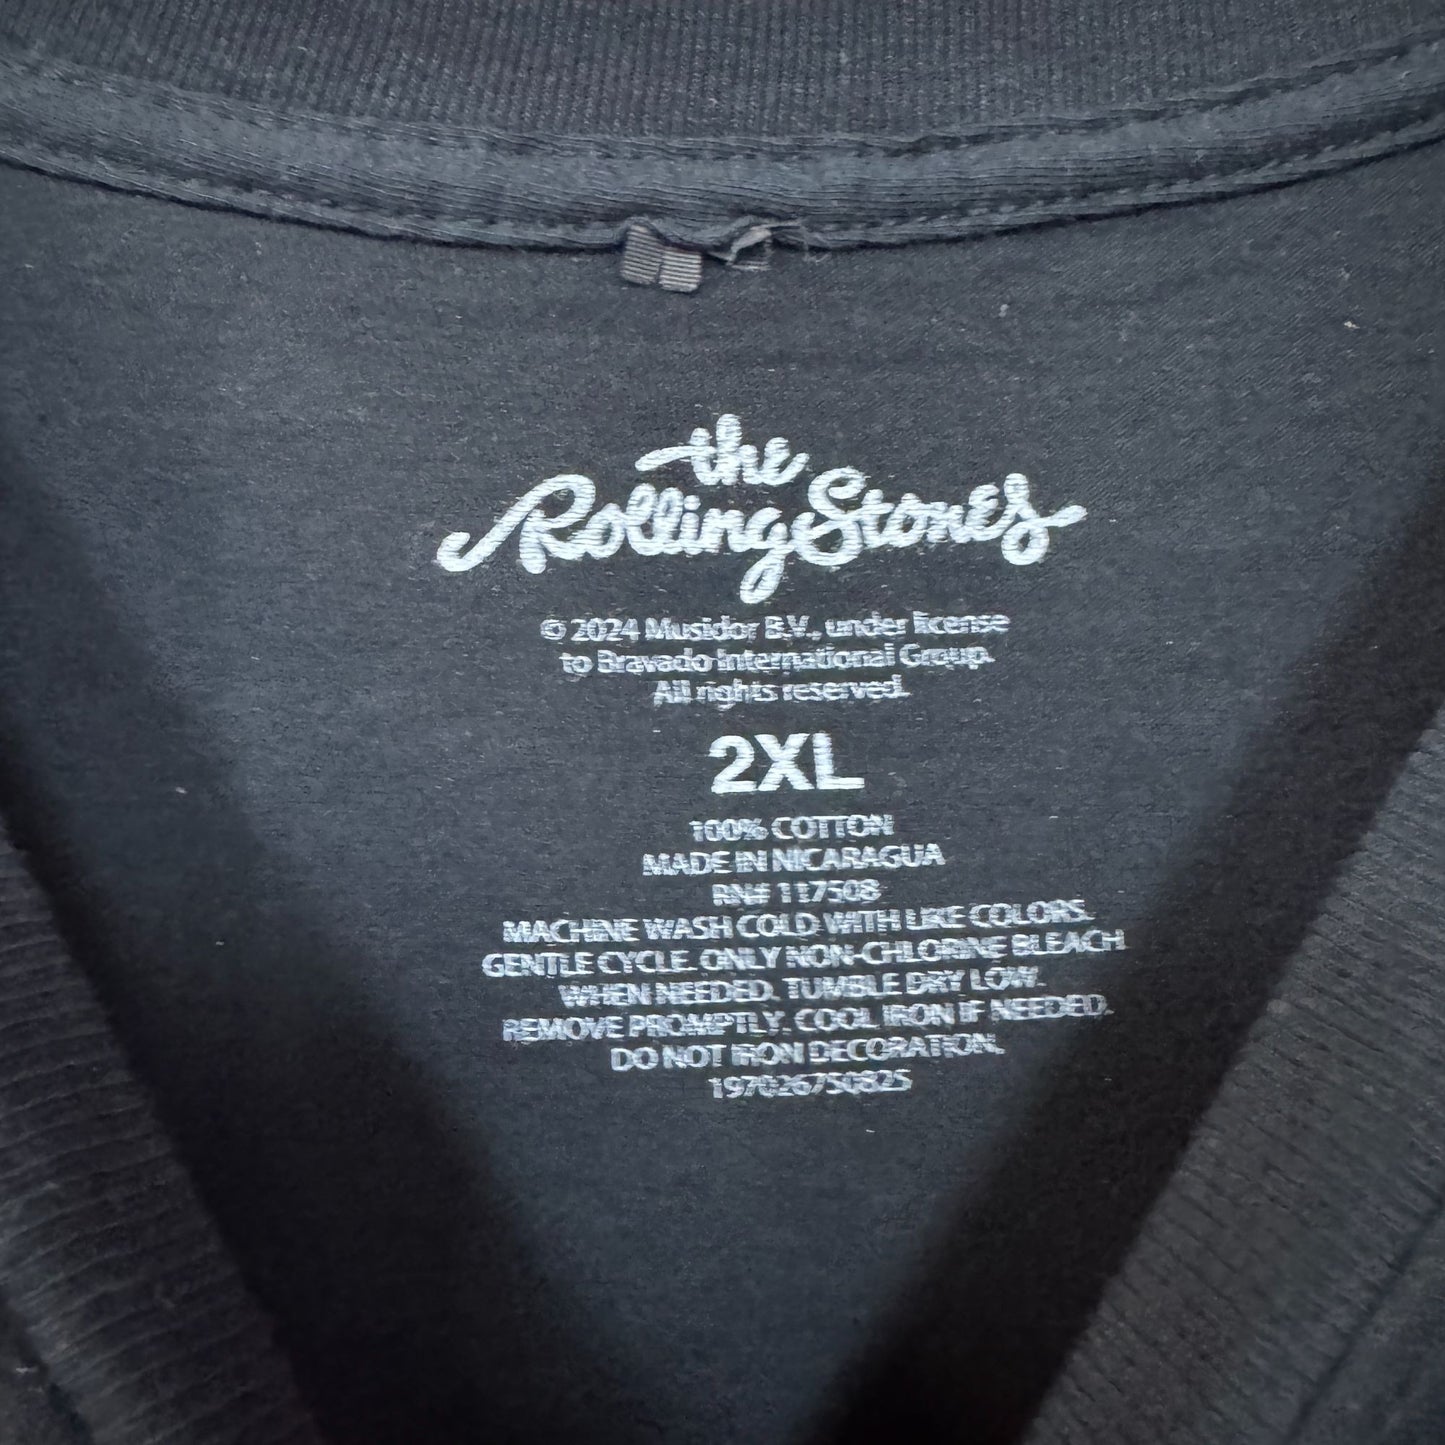 the
Rolling Stones
© 2024 Musidor B.V., under license
to Bravado International Group.
All rights reserved.
2XL
100% COTTON
MADE IN NICARAGUA
RN# 117508
MACHINE WASH COLD WITH LIKE COLORS.
GENTLE CYCLE. ONLY NON-CHLORINE BLEACH
WHEN NEEDED. TUMBLE DRY LOW.
REMOVE PROMPTLY. COOL IRON IF NEEDED.
DO NOT IRON DECORATION.
197026750825